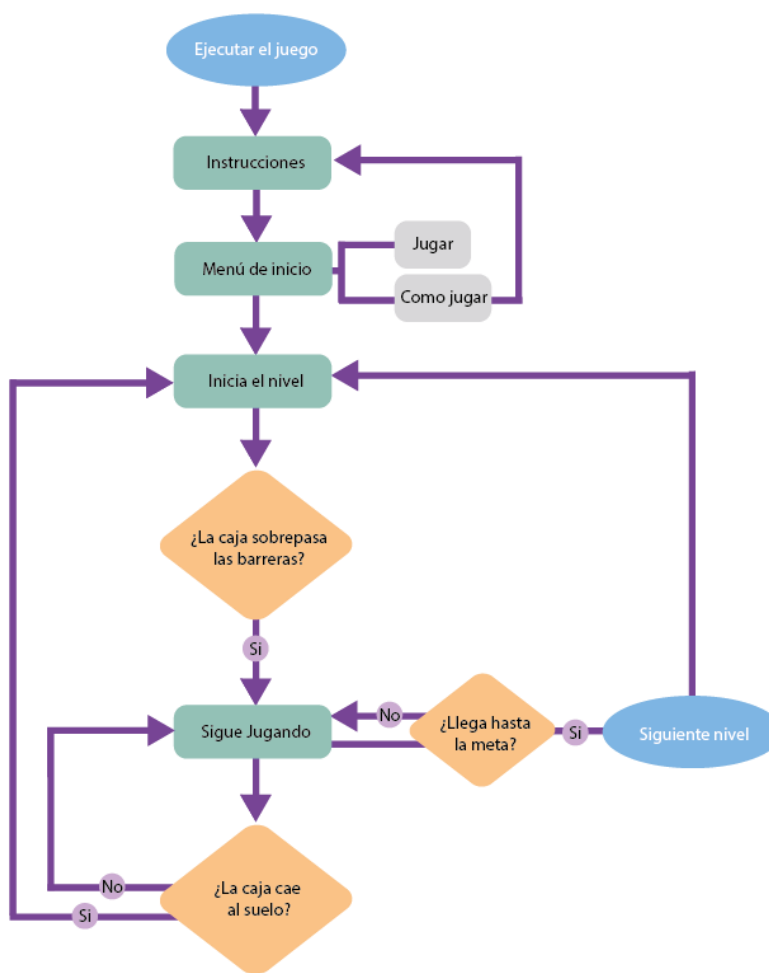 Ejecutar el juego
Instrucciones
Jugar
Menú de inicio
Como jugar
Inicia el nivel
¿La caja sobrepasa
las barreras?
Si
No
¿Llega hasta
la meta?
Si
Siguiente nivel
Sigue Jugando
No
¿La caja cae
al suelo?
Si